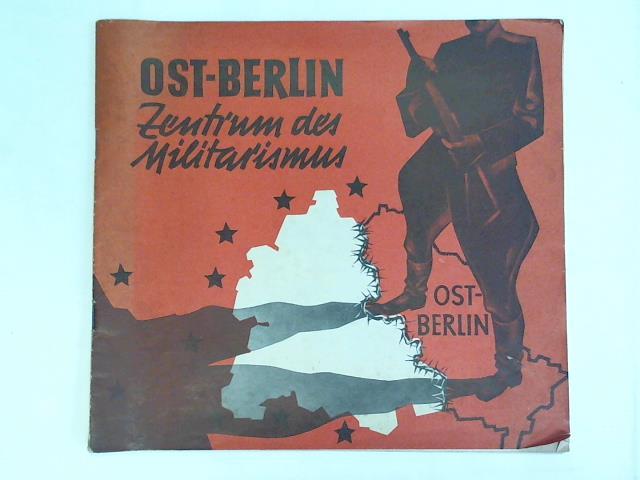 OST-BERLIN
Zentrum des
Militarismus
OST-
BERLIN